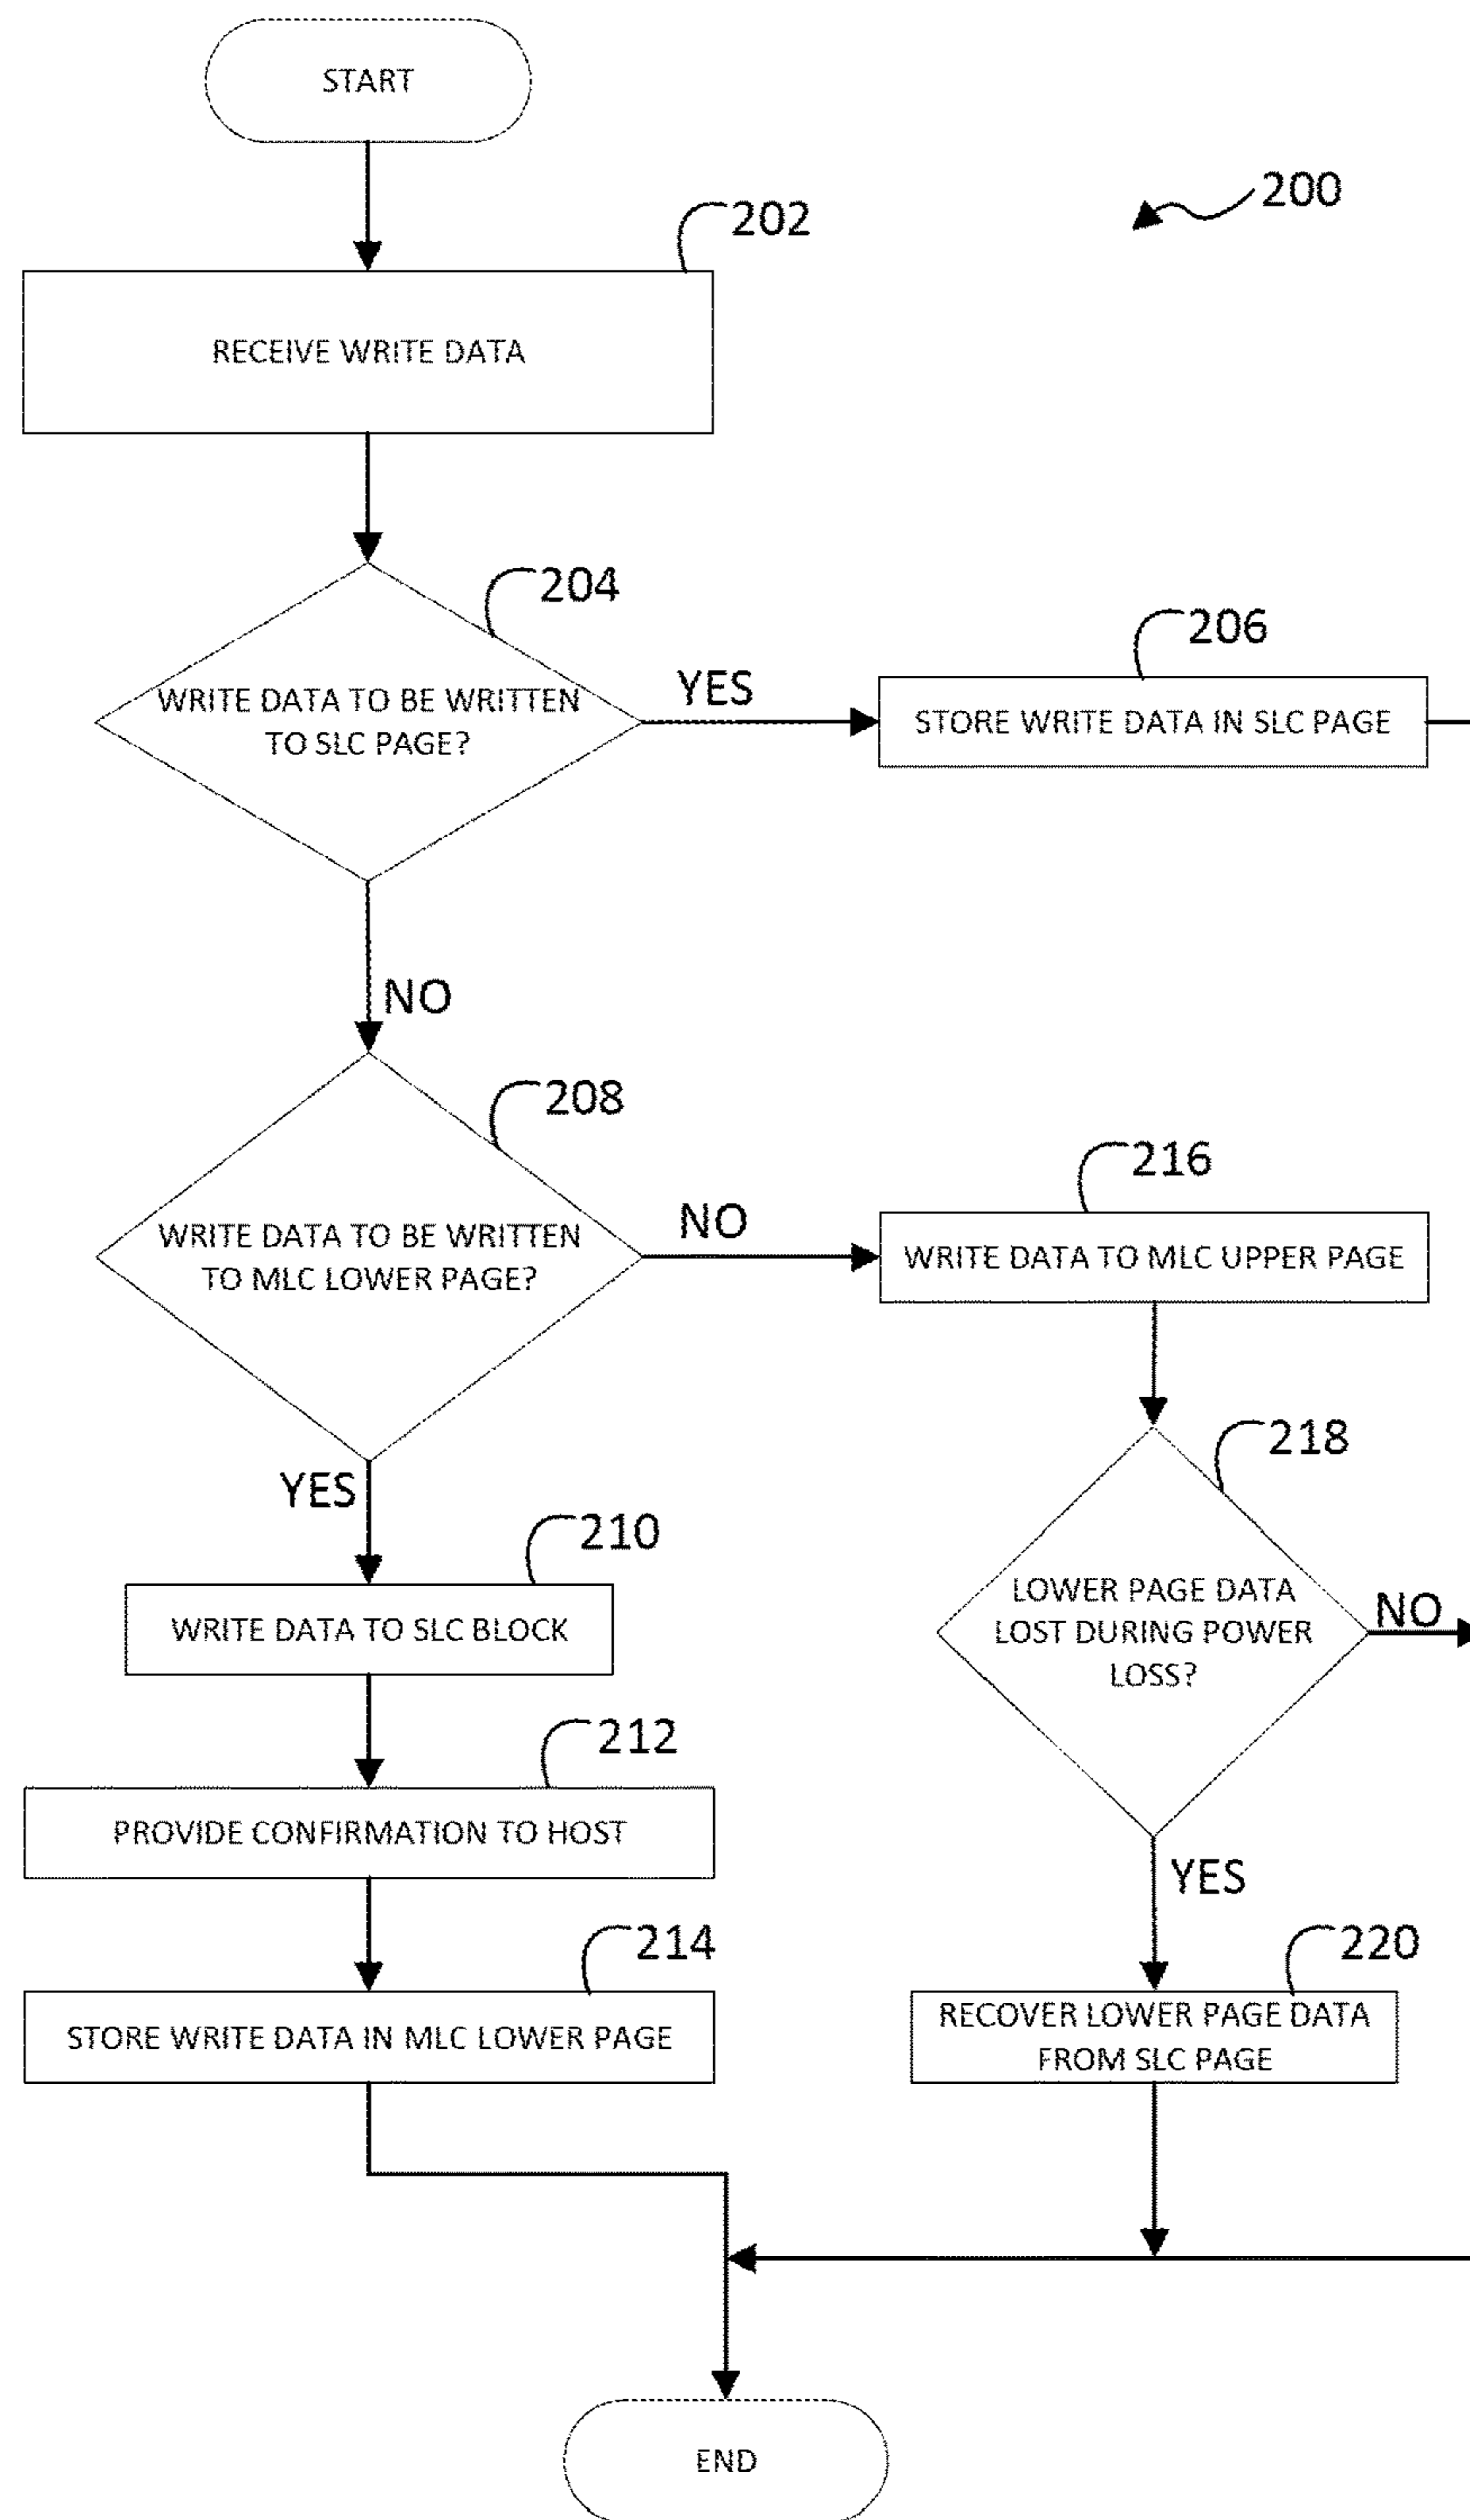 START
200
202
RECEIVE WRITE DATA
204
WRITE DATA TO BE WRITTEN
TO SLC PAGE?
YES
206
STORE WRITE DATA IN SLC PAGE
NO
208
WRITE DATA TO BE WRITTEN
TO MLC LOWER PAGE?
NO
216
WRITE DATA TO MLC UPPER PAGE
218
LOWER PAGE DATA
LOST DURING POWER
LOSS?
NO
YES
210
WRITE DATA TO SLC BLOCK
212
PROVIDE CONFIRMATION TO HOST
YES
214
STORE WRITE DATA IN MLC LOWER PAGE
220
RECOVER LOWER PAGE DATA
FROM SLC PAGE
END